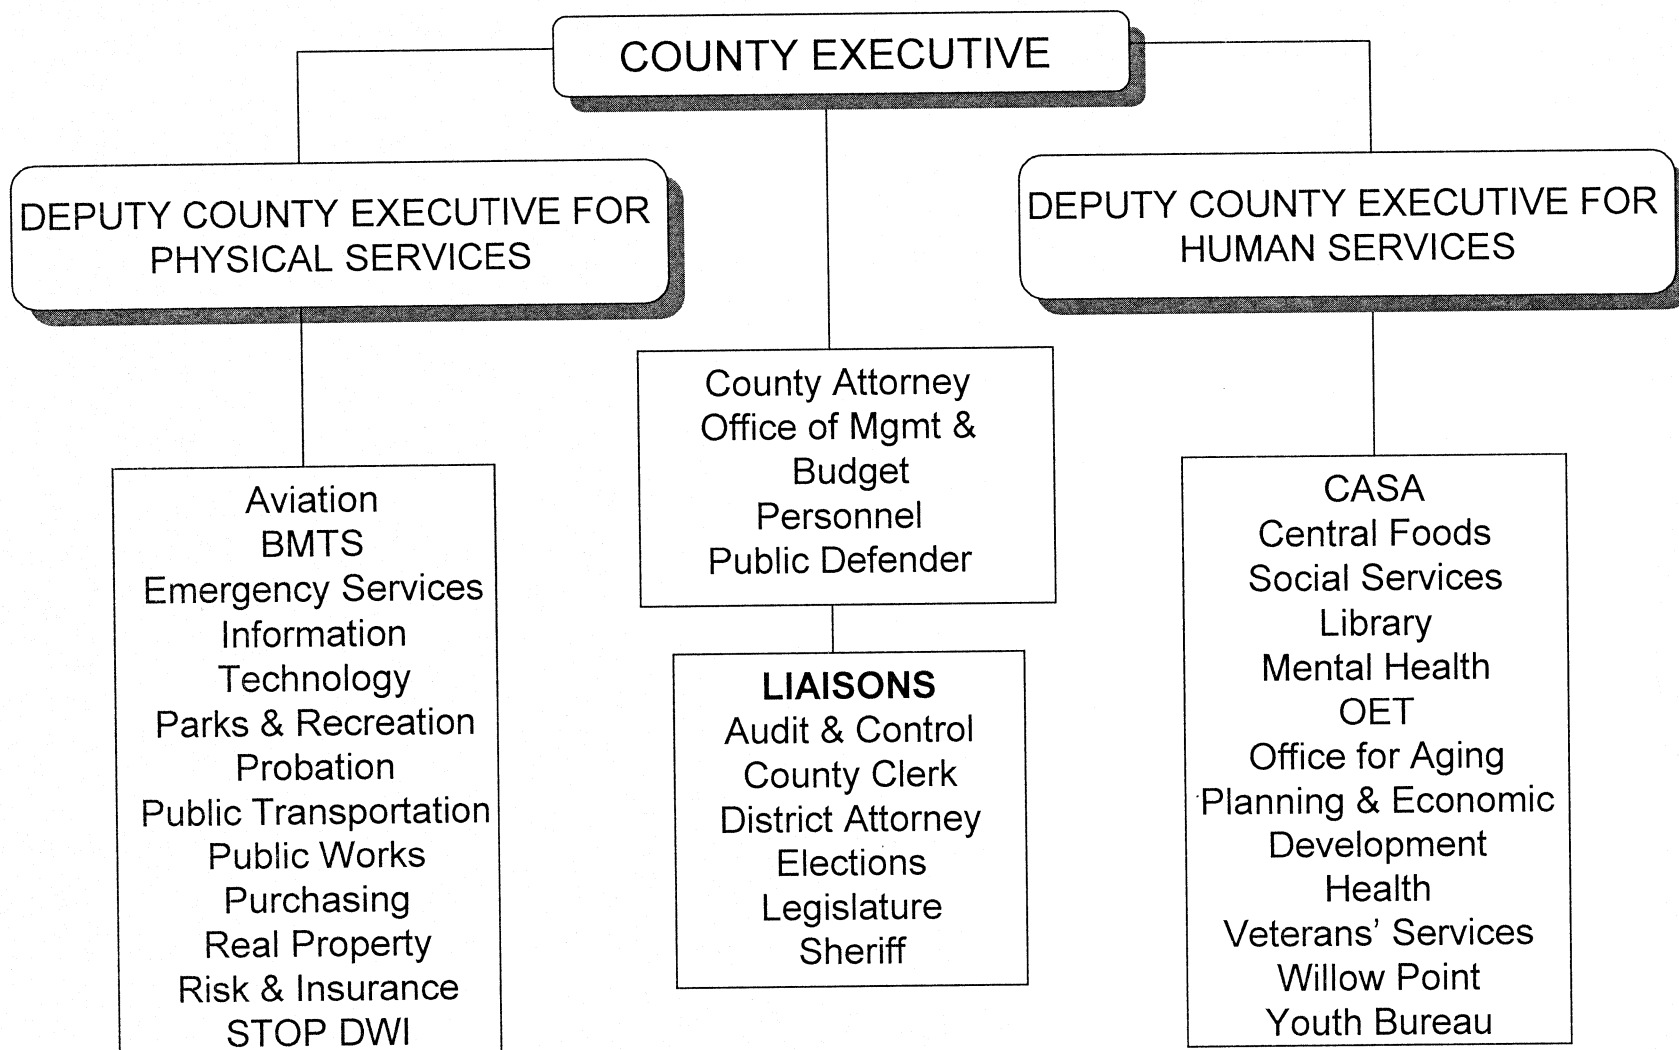 COUNTY EXECUTIVE
DEPUTY COUNTY EXECUTIVE FOR
PHYSICAL SERVICES
DEPUTY COUNTY EXECUTIVE FOR
HUMAN SERVICES
County Attorney
Office of Mgmt &
Budget
Personnel
Public Defender
Aviation
BMTS
Emergency Services
Information
Technology
Parks & Recreation
Probation
Public Transportation
Public Works
Purchasing
Real Property
Risk & Insurance
STOP DWI
LIAISONS
Audit & Control
County Clerk
District Attorney
Elections
Legislature
Sheriff
CASA
Central Foods
Social Services
Library
Mental Health
OET
Office for Aging
Planning & Economic
Development
Health
Veterans' Services
Willow Point
Youth Bureau